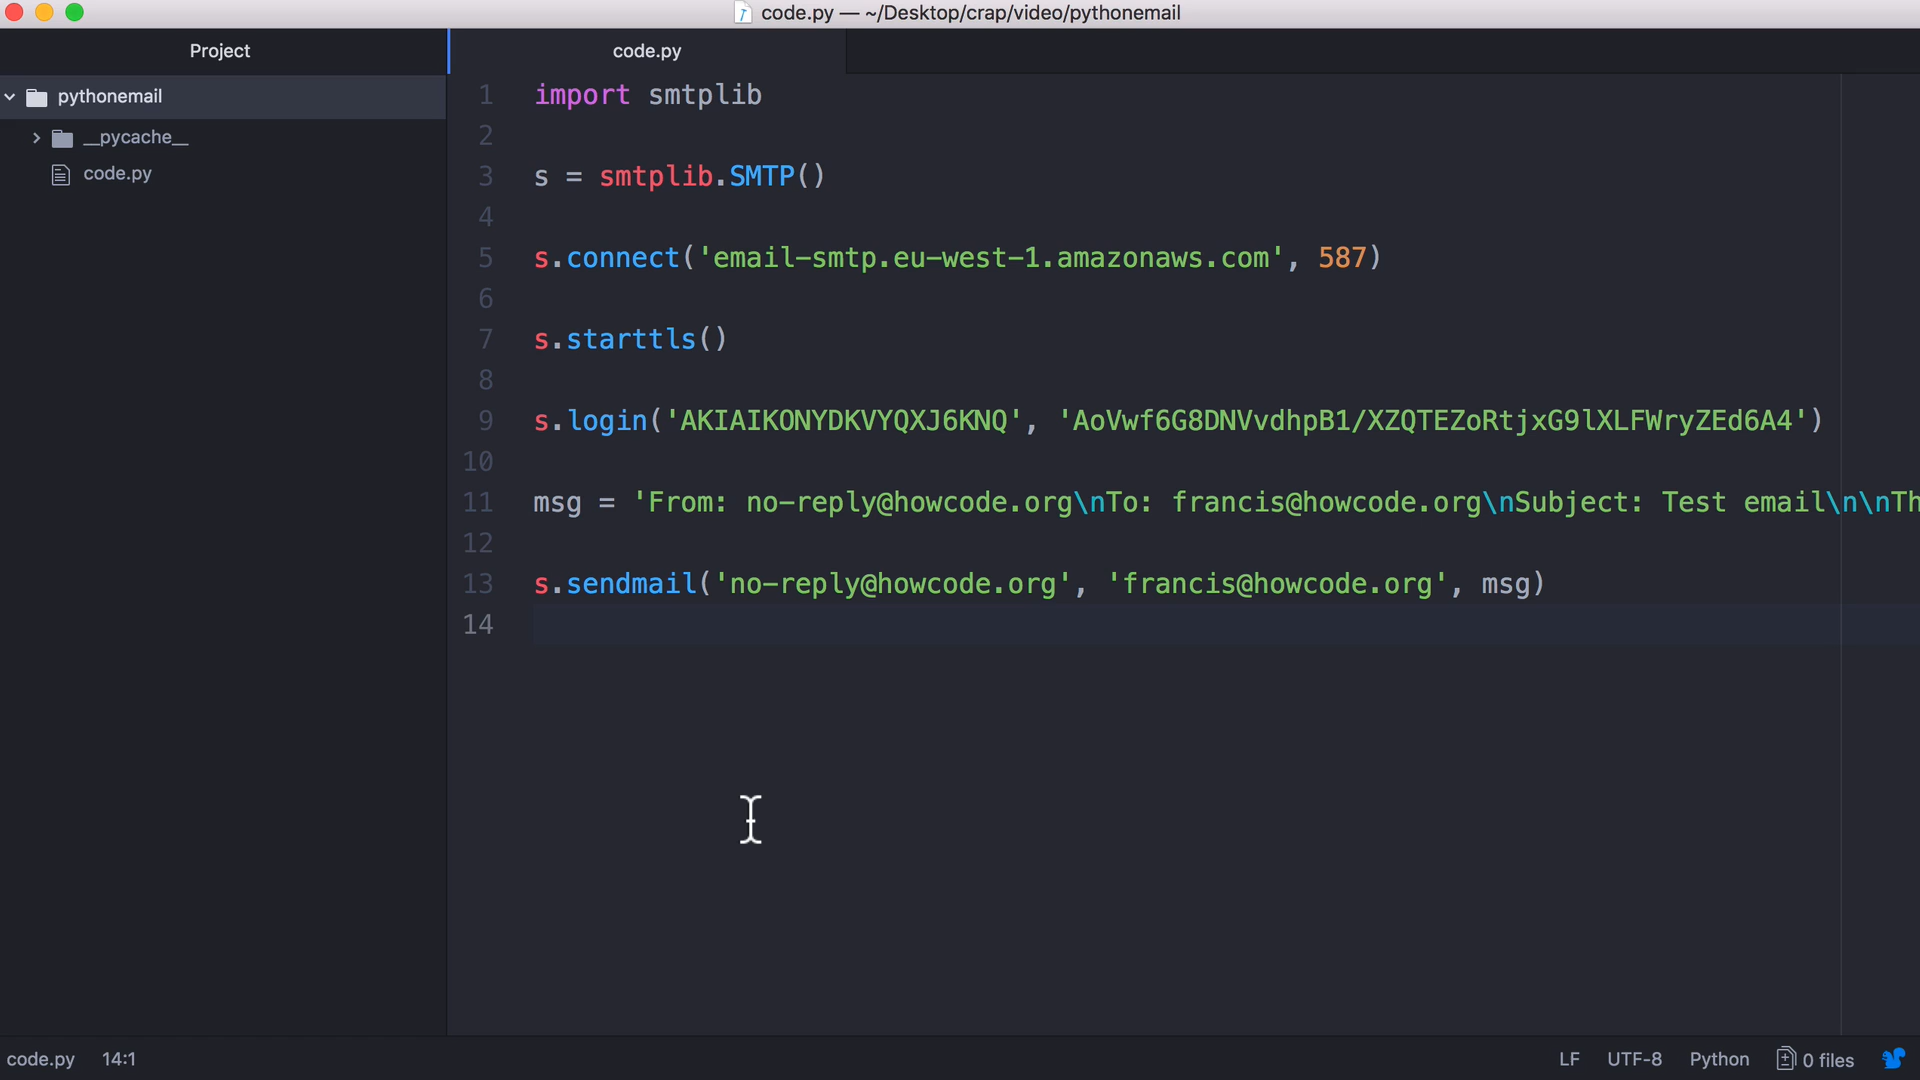 code.py — ~/Desktop/crap/video/pythonemail
Project
code.py
pythonemail
__pycache__
code.py
1 import smtplib
2
3 s = smtplib.SMTP()
4
5 s.connect('email-smtp.eu-west-1.amazonaws.com', 587)
6
7 s.starttls()
8
9 s.login('AKIAIKONYDKVYQXJ6KNQ', 'AoVwf6G8DNVvdhpB1/XZQTEZoRtjxG9lXLFWryZEd6A4')
10
11 msg = 'From: no-reply@howcode.org\nTo: francis@howcode.org\nSubject: Test email\n\nTh
12
13 s.sendmail('no-reply@howcode.org', 'francis@howcode.org', msg)
14
code.py 14:1 LF UTF-8 Python 0 files